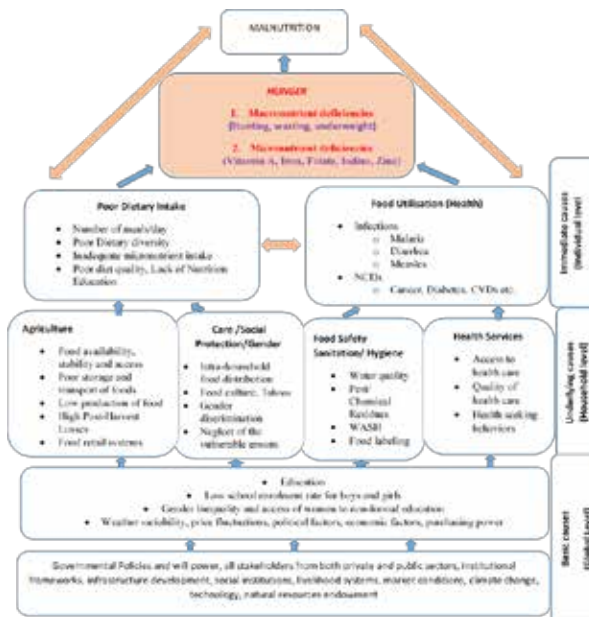 MALNUTRITION
HUNGER
1. Macronutrient deficiencies
(Stunting, wasting, underweight)
2. Micronutrient deficiencies
(Vitamin A, Iron, Folate, Iodine, Zinc)
Poor Dietary Intake
• Number of meals/day
• Poor Dietary diversity
• Inadequate micronutrient intake
• Poor diet quality, Lack of Nutrition
Education
Food Utilisation (Health)
• Infections
o Malaria
o Diarrhea
o Measles
• NCDs
o Cancer, Diabetes, CVDs etc.
Immediate causes
(Individual level)
Agriculture
• Food availability,
stability and access
• Poor storage and
transport of foods
• Low production of food
• High Post-Harvest
Losses
• Food retail systems
Care /Social
Protection/Gender
• Intra-household
food distribution
• Food culture, Taboos
• Gender
discrimination
• Neglect of the
vulnerable groups
Food Safety
Sanitation/ Hygiene
• Water quality
• Pest/
Chemical
Residues
• WASH
• Food labeling
Health Services
• Access to
health care
• Quality of
health care
• Health seeking
behaviors
Underlying causes
(Household level)
• Education
• Low school enrolment rate for boys and girls
• Gender inequality and access of women to non-formal education
• Weather variability, price fluctuations, political factors, economic factors, purchasing power
Governmental Policies and will power, all stakeholders from both private and public sectors, institutional
frameworks, infrastructure development, social institutions, livelihood systems, market conditions, climate change,
technology, natural resources endowment
Basic causes